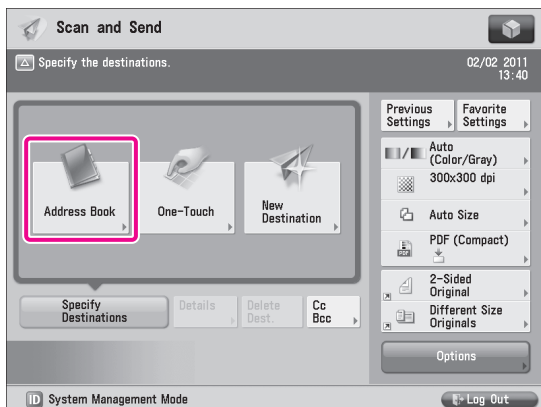 Scan and Send
Specify the destinations.
02/02 2011
13:40
Previous
Settings
Favorite
Settings
Auto
(Color/Gray)
300x300 dpi
Auto Size
PDF
PDF (Compact)
2-Sided
Original
Different Size
Originals
Options
Address Book
One-Touch
New
Destination
Specify
Destinations
Details
Delete
Dest.
Cc
Bcc
ID System Management Mode
Log Out